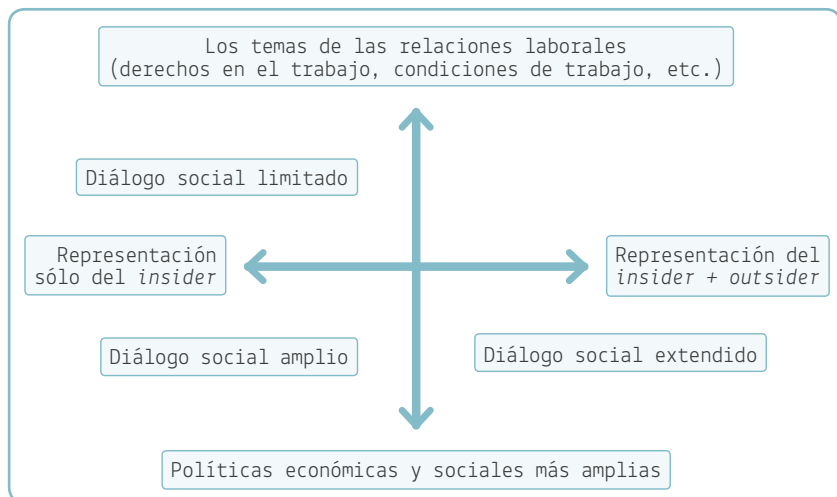 Los temas de las relaciones laborales
(derechos en el trabajo, condiciones de trabajo, etc.)
Diálogo social limitado
Representación
sólo del insider
Representación del
insider + outsider
Diálogo social amplio
Diálogo social extendido
Políticas económicas y sociales más amplias